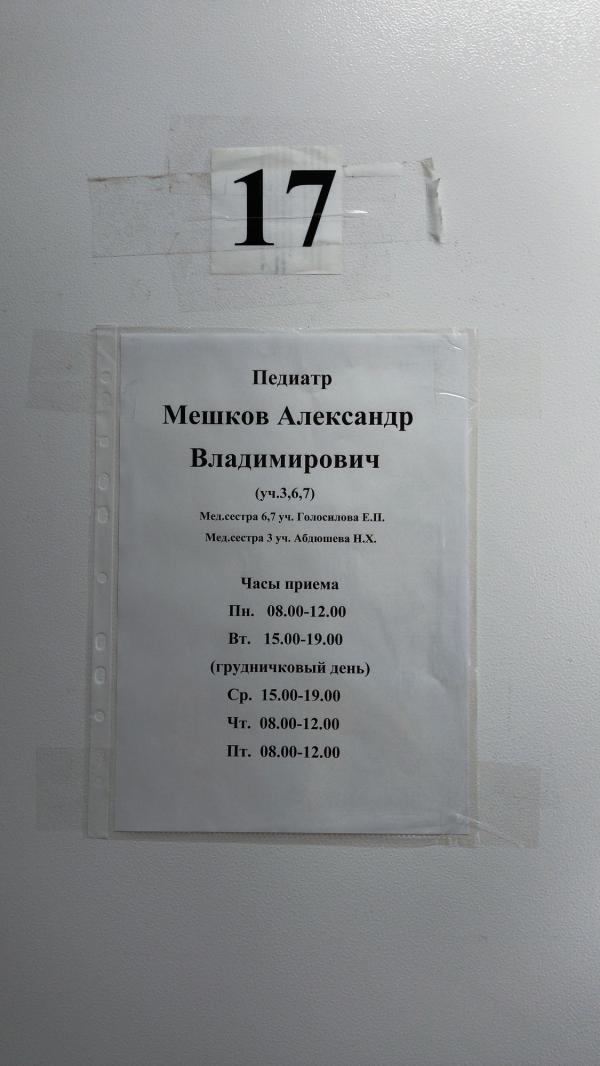 17
Педиатр
Мешков Александр
Владимирович
(уч.3,6,7)
Мед.сестра 6,7 уч. Голосилова Е.П.
Мед.сестра 3 уч. Абдюшева Н.Х.
Часы приема
Пн. 08.00-12.00
Вт. 15.00-19.00
(грудничковый день)
Ср. 15.00-19.00
Чт. 08.00-12.00
Пт. 08.00-12.00